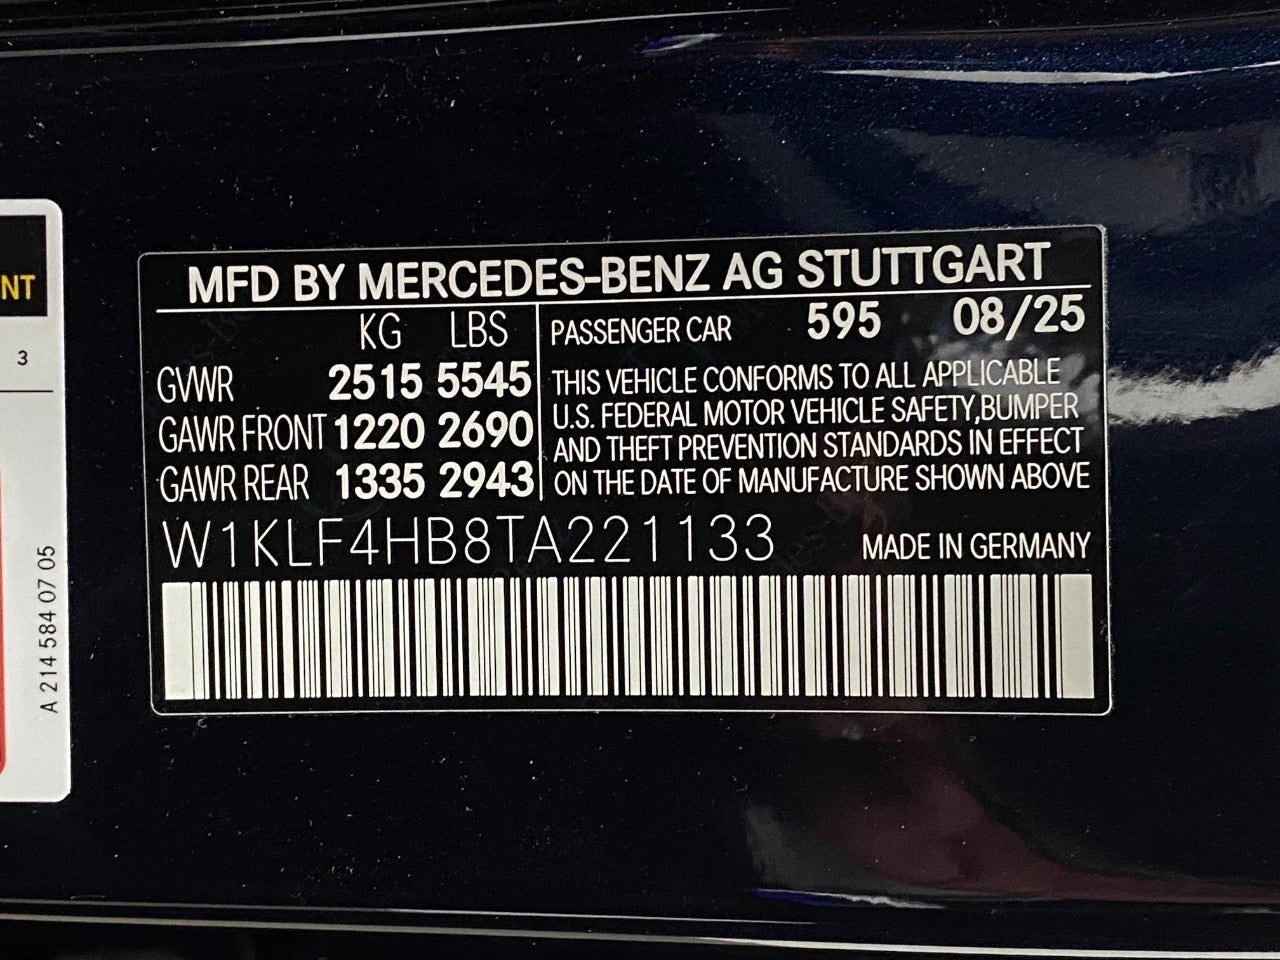 NT
3
A 214 584 07 05
MFD BY MERCEDES-BENZ AG STUTTGART
KG LBS
GVWR 2515 5545
GAWR FRONT 1220 2690
GAWR REAR 1335 2943
PASSENGER CAR 595 08/25
THIS VEHICLE CONFORMS TO ALL APPLICABLE
U.S. FEDERAL MOTOR VEHICLE SAFETY,BUMPER
AND THEFT PREVENTION STANDARDS IN EFFECT
ON THE DATE OF MANUFACTURE SHOWN ABOVE
W1KLF4HB8TA221133
MADE IN GERMANY